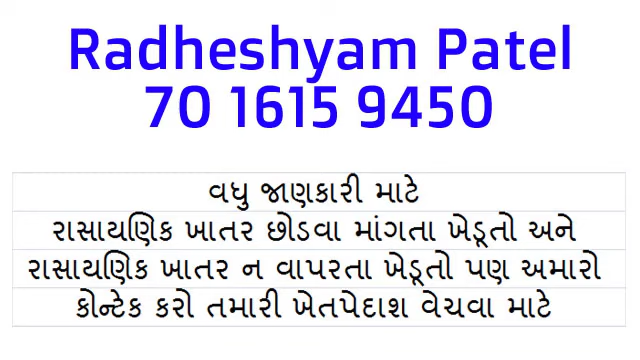 Radheshyam Patel
70 1615 9450
વધુ જાણકારી માટે
રાસાયણિક ખાતર છોડવા માંગતા ખેડૂતો અને
રાસાયણિક ખાતર ન વાપરતા ખેડૂતો પણ અમારો
કોન્ટેક કરો તમારી ખેતપેદાશ વેચવા માટે